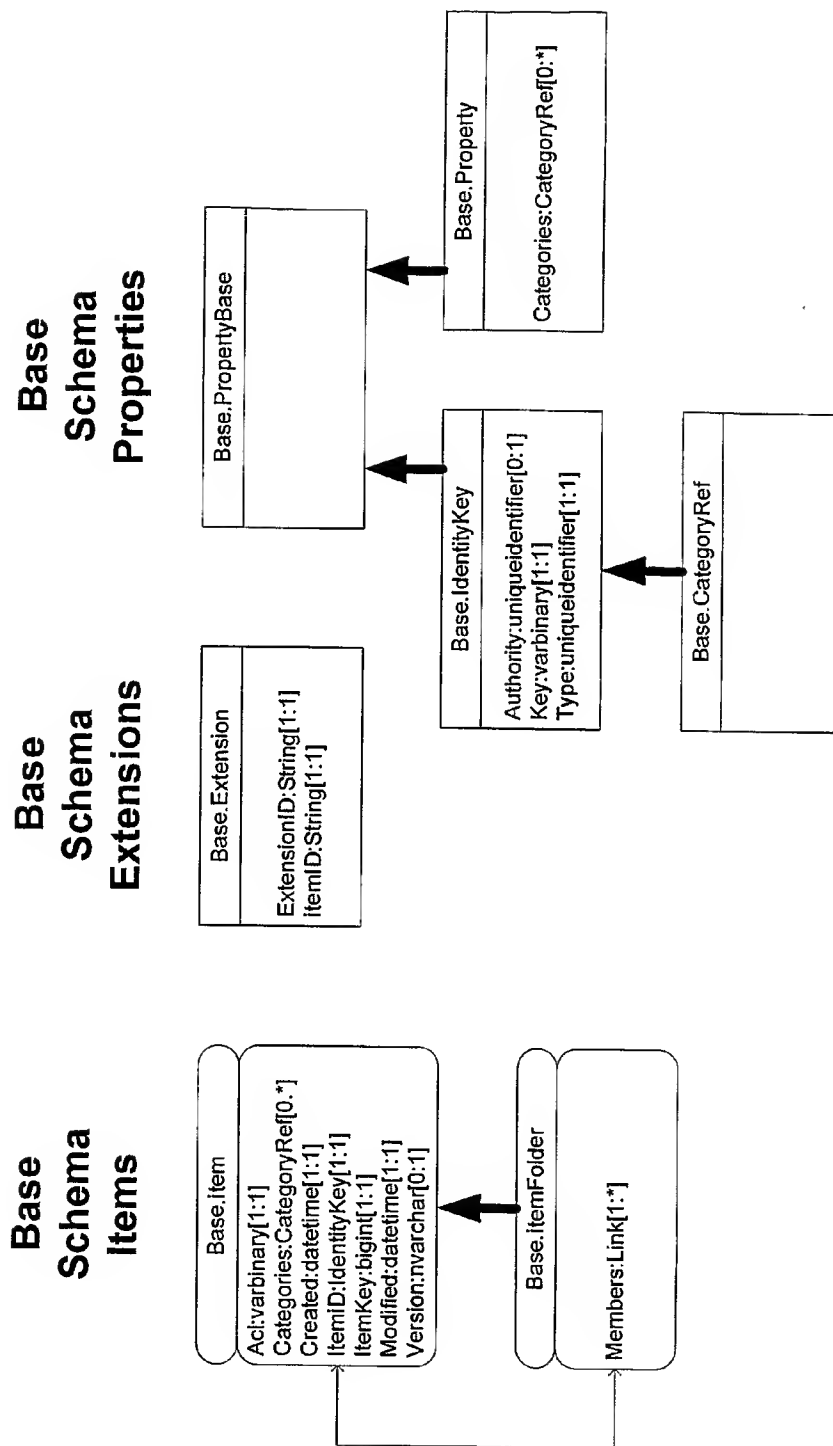 Base
Schema
Items
Base.Item
Acl:varbinary[1:1]
Categories:CategoryRef[0.*]
Created:datetime[1:1]
ItemID:IdentityKey[1:1]
ItemKey:bigint[1:1]
Modified:datetime[1:1]
Version:nvarchar[0:1]
Base.ItemFolder
Members:Link[1:*]
Base
Schema
Extensions
Base.Extension
ExtensionID:String[1:1]
ItemID:String[1:1]
Base
Schema
Properties
Base.PropertyBase
Base.IdentityKey
Authority:uniqueidentifier[0:1]
Key:varbinary[1:1]
Type:uniqueidentifier[1:1]
Base.Property
Categories:CategoryRef[0:*]
Base.CategoryRef